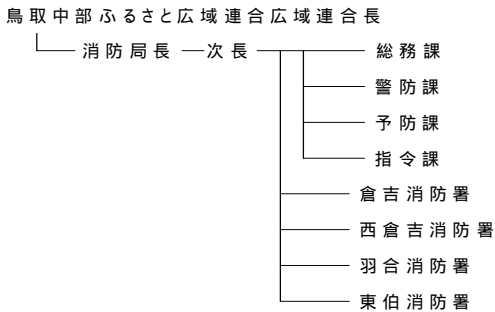 鳥取中部ふるさと広域連合広域連合長
消防局長 次長 総務課
警防課
予防課
指令課
倉吉消防署
西倉吉消防署
羽合消防署
東伯消防署